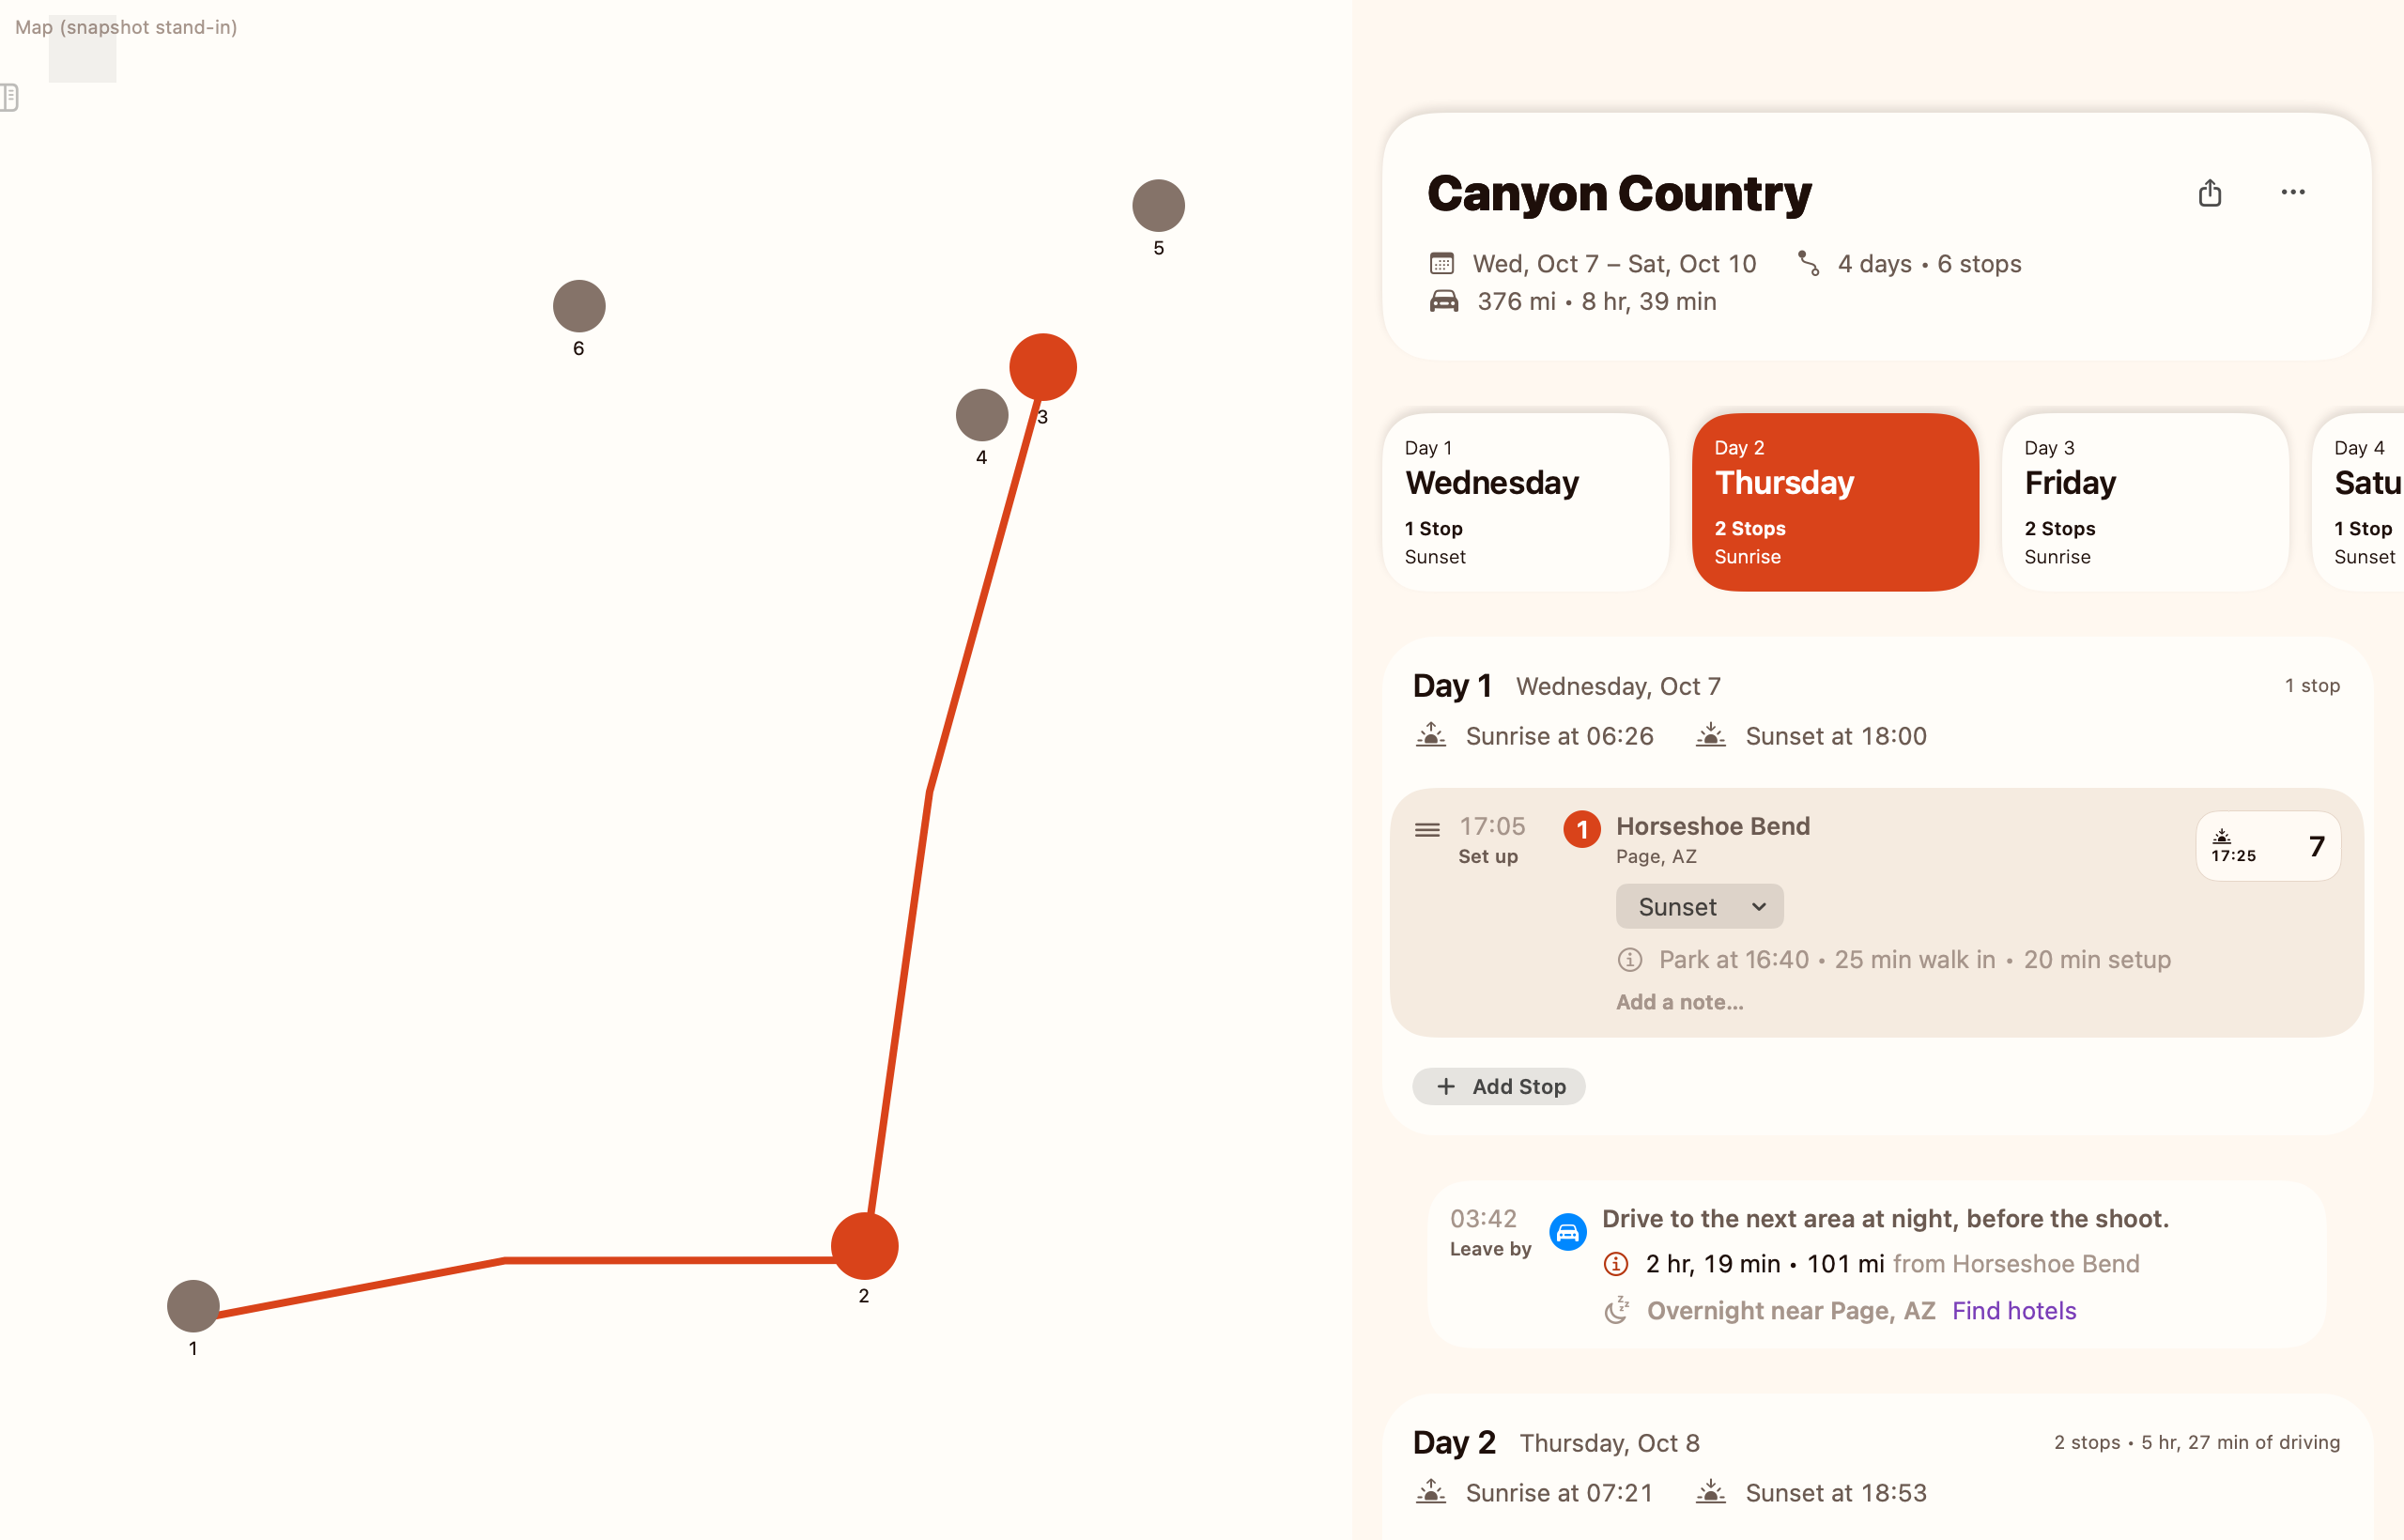 Map (snapshot stand-in)
5
6
3
4
2
1
Canyon Country
Wed, Oct 7 – Sat, Oct 10
4 days • 6 stops
376 mi • 8 hr, 39 min
Day 1
Wednesday
1 Stop
Sunset
Day 2
Thursday
2 Stops
Sunrise
Day 3
Friday
2 Stops
Sunrise
Day 4
Satu
1 Stop
Sunset
Day 1 Wednesday, Oct 7
1 stop
Sunrise at 06:26
Sunset at 18:00
17:05
Set up
1
Horseshoe Bend
Page, AZ
17:25
7
Sunset
Park at 16:40 • 25 min walk in • 20 min setup
Add a note...
+ Add Stop
03:42
Leave by
Drive to the next area at night, before the shoot.
2 hr, 19 min • 101 mi from Horseshoe Bend
Overnight near Page, AZ Find hotels
Day 2 Thursday, Oct 8
2 stops • 5 hr, 27 min of driving
Sunrise at 07:21
Sunset at 18:53